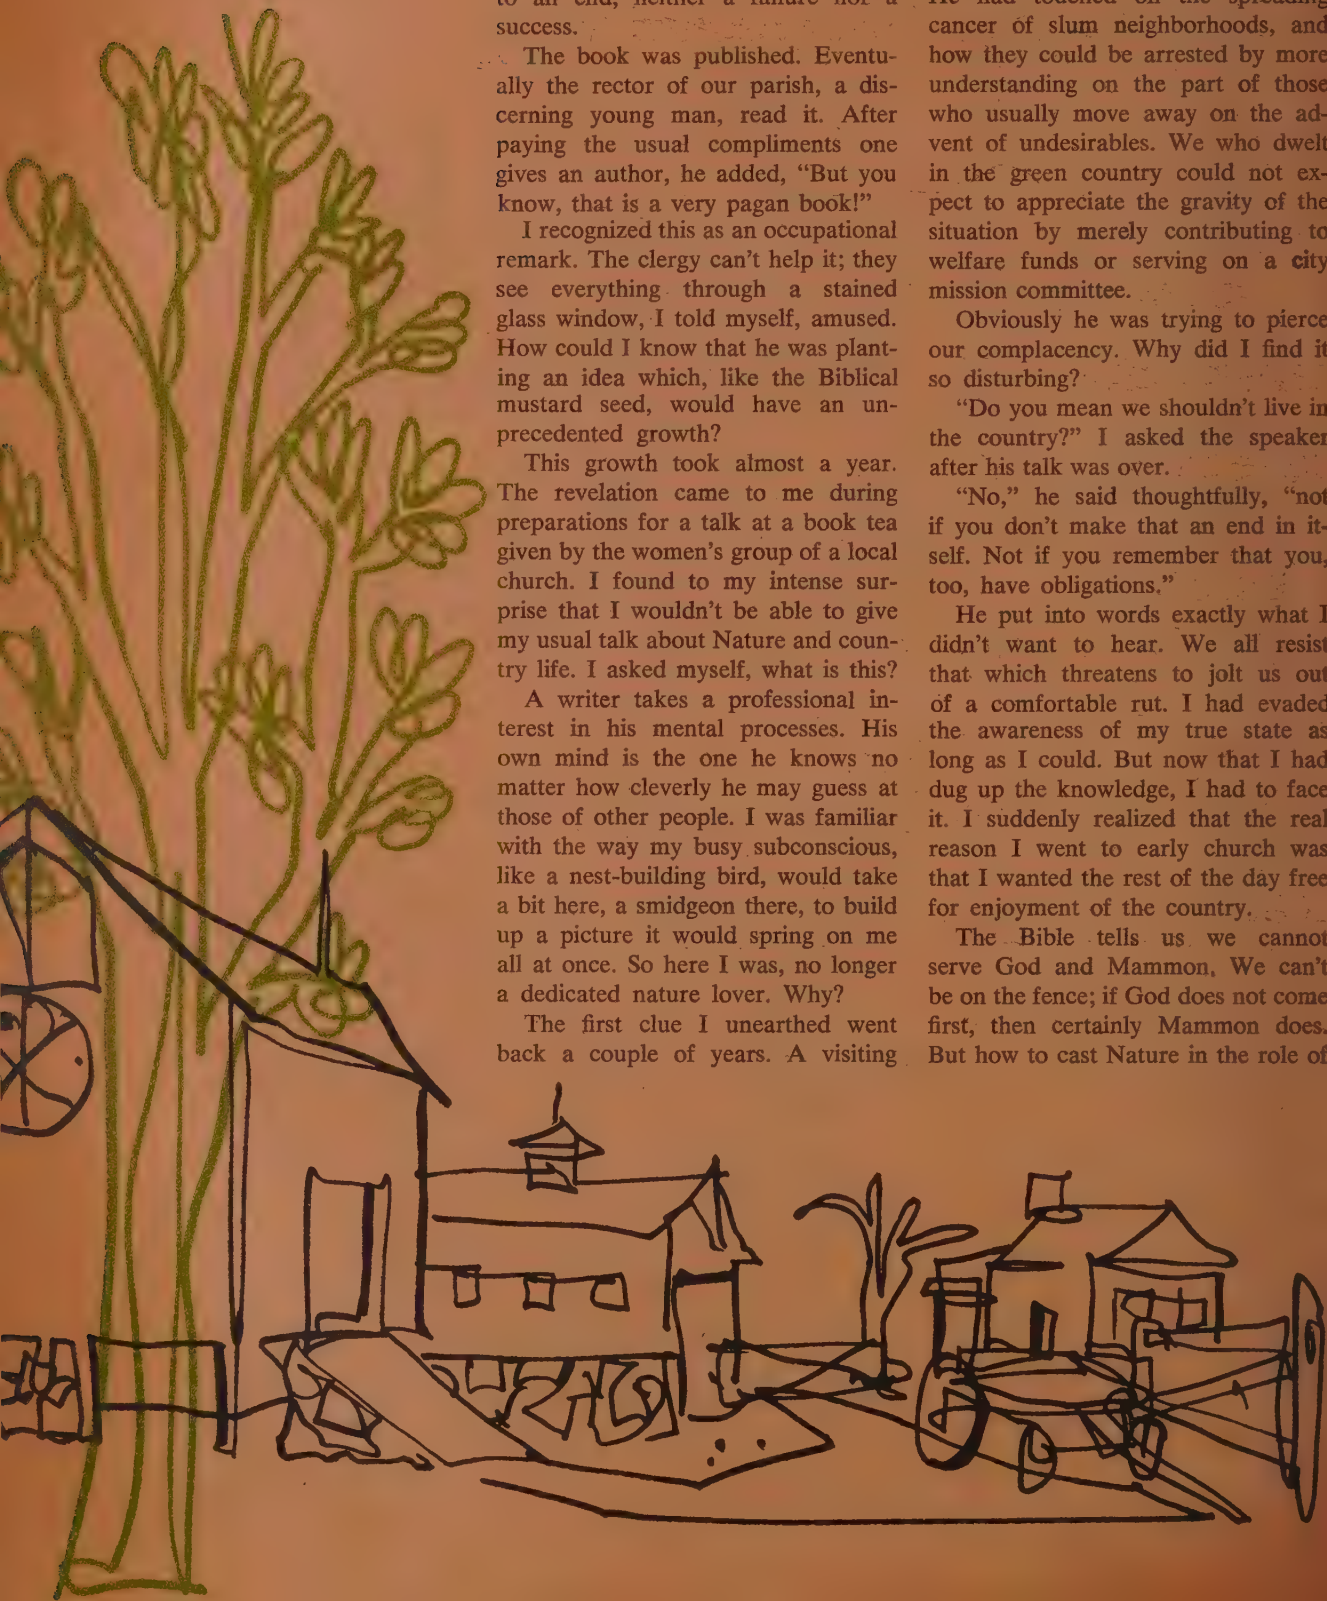 to an end, neither a failure nor a
success.
The book was published. Eventu-
ally the rector of our parish, a dis-
cerning young man, read it. After
paying the usual compliments one
gives an author, he added, “But you
know, that is a very pagan book!”
I recognized this as an occupational
remark. The clergy can’t help it; they
see everything through a stained
glass window, I told myself, amused.
How could I know that he was plant-
ing an idea which, like the Biblical
mustard seed, would have an un-
precedented growth?
This growth took almost a year.
The revelation came to me during
preparations for a talk at a book tea
given by the women’s group of a local
church. I found to my intense sur-
prise that I wouldn’t be able to give
my usual talk about Nature and coun-
try life. I asked myself, what is this?
A writer takes a professional in-
terest in his mental processes. His
own mind is the one he knows no
matter how cleverly he may guess at
those of other people. I was familiar
with the way my busy subconscious,
like a nest-building bird, would take
a bit here, a smidgeon there, to build
up a picture it would spring on me
all at once. So here I was, no longer
a dedicated nature lover. Why?
The first clue I unearthed went
back a couple of years. A visiting
He had touched on the spreading
cancer of slum neighborhoods, and
how they could be arrested by more
understanding on the part of those
who usually move away on the ad-
vent of undesirables. We who dwelt
in the green country could not ex-
pect to appreciate the gravity of the
situation by merely contributing to
welfare funds or serving on a city
mission committee.
Obviously he was trying to pierce
our complacency. Why did I find it
so disturbing?
“Do you mean we shouldn’t live in
the country?” I asked the speaker
after his talk was over.
“No,” he said thoughtfully, “not
if you don’t make that an end in it-
self. Not if you remember that you,
too, have obligations.”
He put into words exactly what I
didn’t want to hear. We all resist
that which threatens to jolt us out
of a comfortable rut. I had evaded
the awareness of my true state as
long as I could. But now that I had
dug up the knowledge, I had to face
it. I suddenly realized that the real
reason I went to early church was
that I wanted the rest of the day free
for enjoyment of the country.
The Bible tells us we cannot
serve God and Mammon. We can’t
be on the fence; if God does not come
first, then certainly Mammon does.
But how to cast Nature in the role of